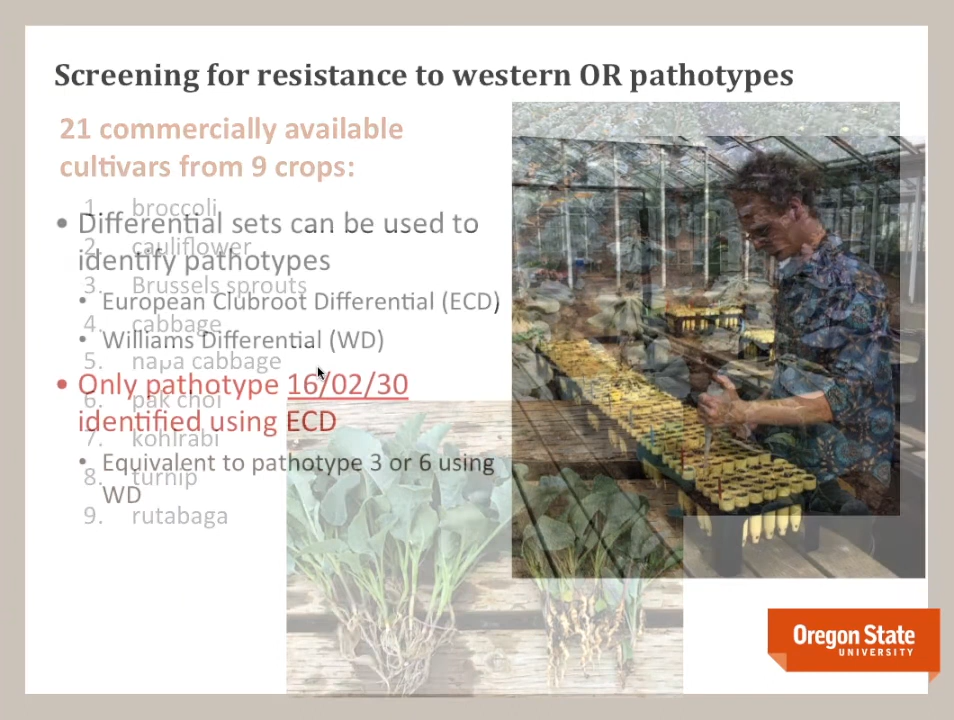 Screening for resistance to western OR pathotypes
21 commercially available
cultivars from 9 crops:
1. broccoli
2. cauliflower
3. Brussels sprouts
4. cabbage
5. napa cabbage
6. pak choi
7. kohlrabi
8. turnip
9. rutabaga
• Differential sets can be used to
identify pathotypes
• European Clubroot Differential (ECD)
• Williams Differential (WD)
• Only pathotype 16/02/30
identified using ECD
• Equivalent to pathotype 3 or 6 using
WD
Oregon State
UNIVERSITY